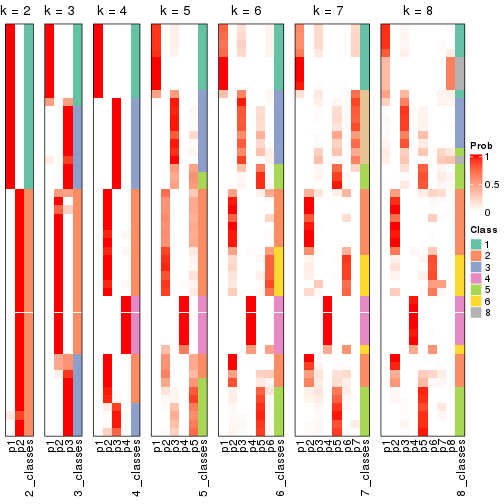 k = 2 k = 3 k = 4 k = 5 k = 6 k = 7 k = 8
Prob
1
0.5
0
Class
1
2
3
4
5
6
7
8
p1 p2 2_classes p1 p2 p3 3_classes p1 p2 p3 p4 4_classes p1 p2 p3 p4 p5 5_classes p1 p2 p3 p4 p5 p6 6_classes p1 p2 p3 p4 p5 p6 p7 7_classes p1 p2 p3 p4 p5 p6 p7 p8 8_classes